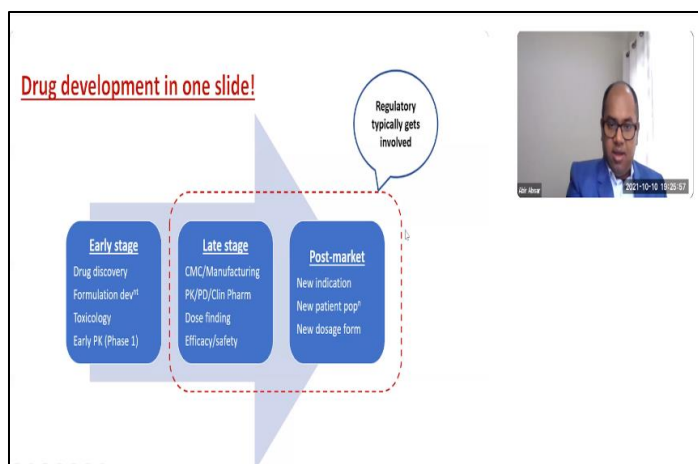 Drug development in one slide!
Regulatory
typically gets
involved
Early stage
Drug discovery
Formulation devⁿᵗ
Toxicology
Early PK (Phase 1)
Late stage
CMC/Manufacturing
PK/PD/Clin Pharm
Dose finding
Efficacy/safety
Post-market
New indication
New patient popⁿ
New dosage form
2021-10-10 19:25:57